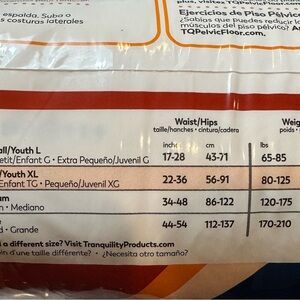 espalda. Suba o
s costuras laterales
plus, visitez TQPelvicFloor.com.
Ejercicios de Piso Pélvico
¿Sabías que puedes reducir lo
músculos del piso pélvico?
TQPelvicFloor.com.
Waist/Hips Weig
taille/hanches • cintura/cadera poids
inches cm lbs
all/Youth L
etit/Enfant G • Extra Pequeño/Juvenil G 17-28 43-71 65-85
/Youth XL
Enfant TG • Pequeño/Juvenil XG 22-36 56-91 80-125
um
n • Mediano 34-48 86-122 120-175
e
d • Grande 44-54 112-137 170-210
a different size? Visit TranquilityProducts.com
in d'une taille différente? • ¿Necesita otro tamaño?